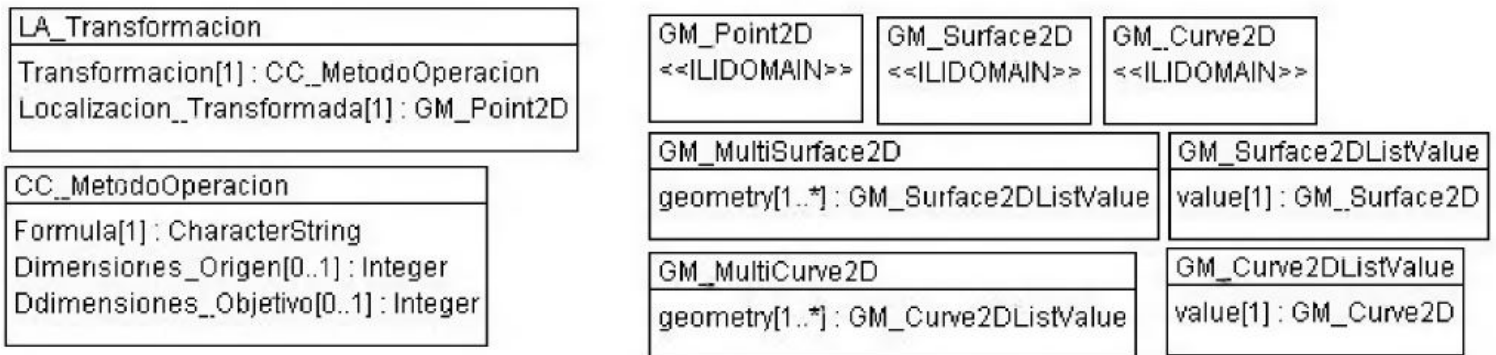 LA_Transformacion
Transformacion[1] : CC_MetodoOperacion
Localizacion_Transformada[1] : GM_Point2D
CC_MetodoOperacion
Formula[1] : CharacterString
Dimensiones_Origen[0..1] : Integer
Ddimensiones_Objetivo[0..1] : Integer
GM_Point2D
<<ILIDOMAIN>>
GM_Surface2D
<<ILIDOMAIN>>
GM_Curve2D
<<ILIDOMAIN>>
GM_MultiSurface2D
geometry[1..*] : GM_Surface2DListValue
GM_Surface2DListValue
value[1] : GM_Surface2D
GM_MultiCurve2D
geometry[1..*] : GM_Curve2DListValue
GM_Curve2DListValue
value[1] : GM_Curve2D